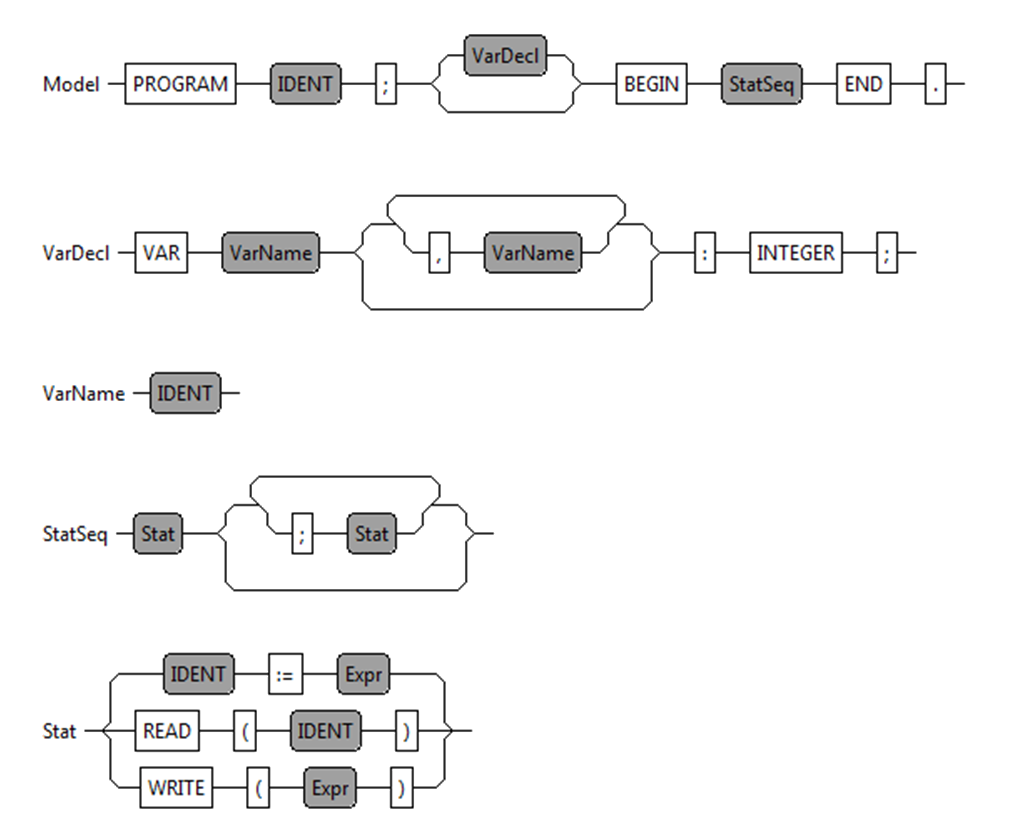 Model PROGRAM IDENT ; VarDecl BEGIN StatSeq END .
VarDecl VAR VarName , VarName : INTEGER ;
VarName IDENT
StatSeq Stat ; Stat
IDENT := Expr
Stat READ ( IDENT )
WRITE ( Expr )